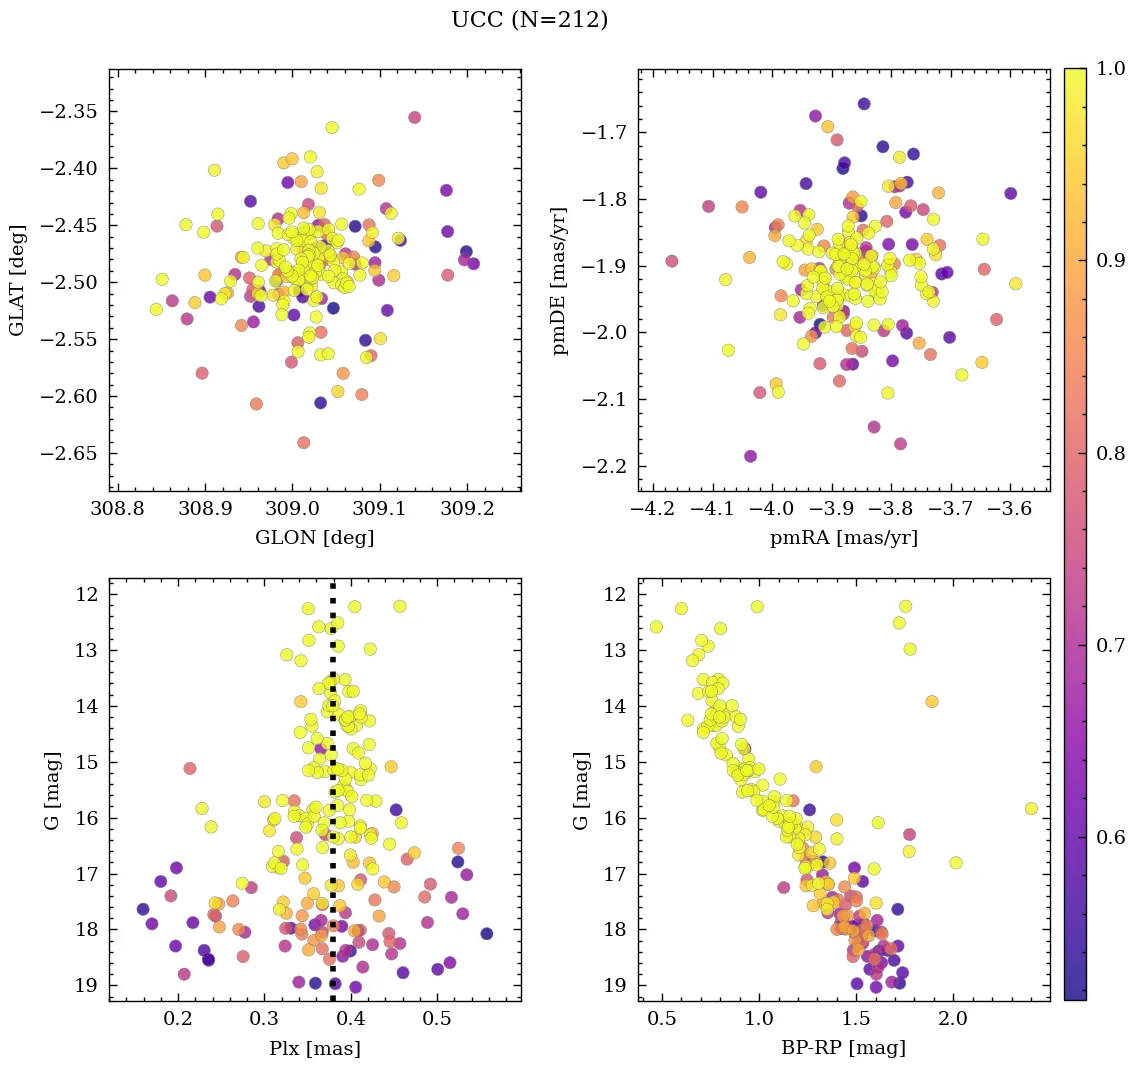 UCC (N=212)
−2.35
−2.40
−2.45
−2.50
−2.55
−2.60
−2.65
GLAT [deg]
308.8 308.9 309.0 309.1 309.2
GLON [deg]
−1.7
−1.8
−1.9
−2.0
−2.1
−2.2
pmDE [mas/yr]
−4.2 −4.1 −4.0 −3.9 −3.8 −3.7 −3.6
pmRA [mas/yr]
12
13
14
15
16
17
18
19
G [mag]
0.2 0.3 0.4 0.5
Plx [mas]
12
13
14
15
16
17
18
19
G [mag]
0.5 1.0 1.5 2.0
BP-RP [mag]
1.0
0.9
0.8
0.7
0.6